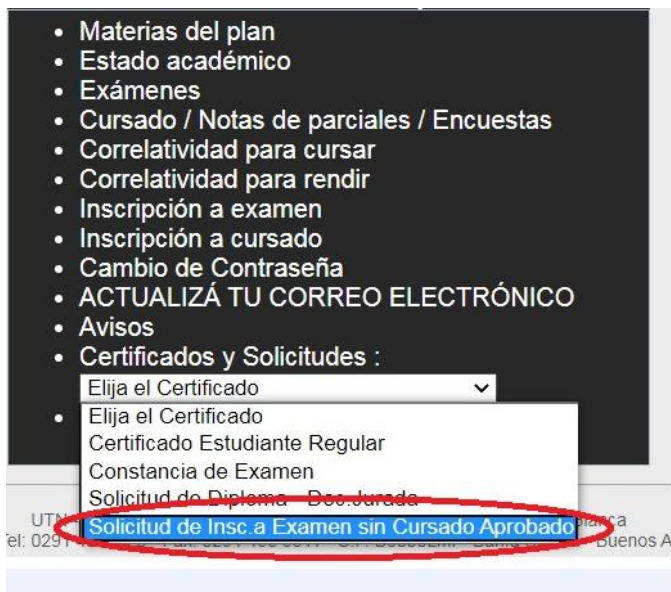 Materias del plan
Estado académico
Exámenes
Cursado / Notas de parciales / Encuestas
Correlatividad para cursar
Correlatividad para rendir
Inscripción a examen
Inscripción a cursado
Cambio de Contraseña
ACTUALIZÁ TU CORREO ELECTRÓNICO
Avisos
Certificados y Solicitudes :
Elija el Certificado
Elija el Certificado
Certificado Estudiante Regular
Constancia de Examen
Solicitud de Diploma - Doc.Jurada
Solicitud de Insc.a Examen sin Cursado Aprobado
UTN
Buenos A